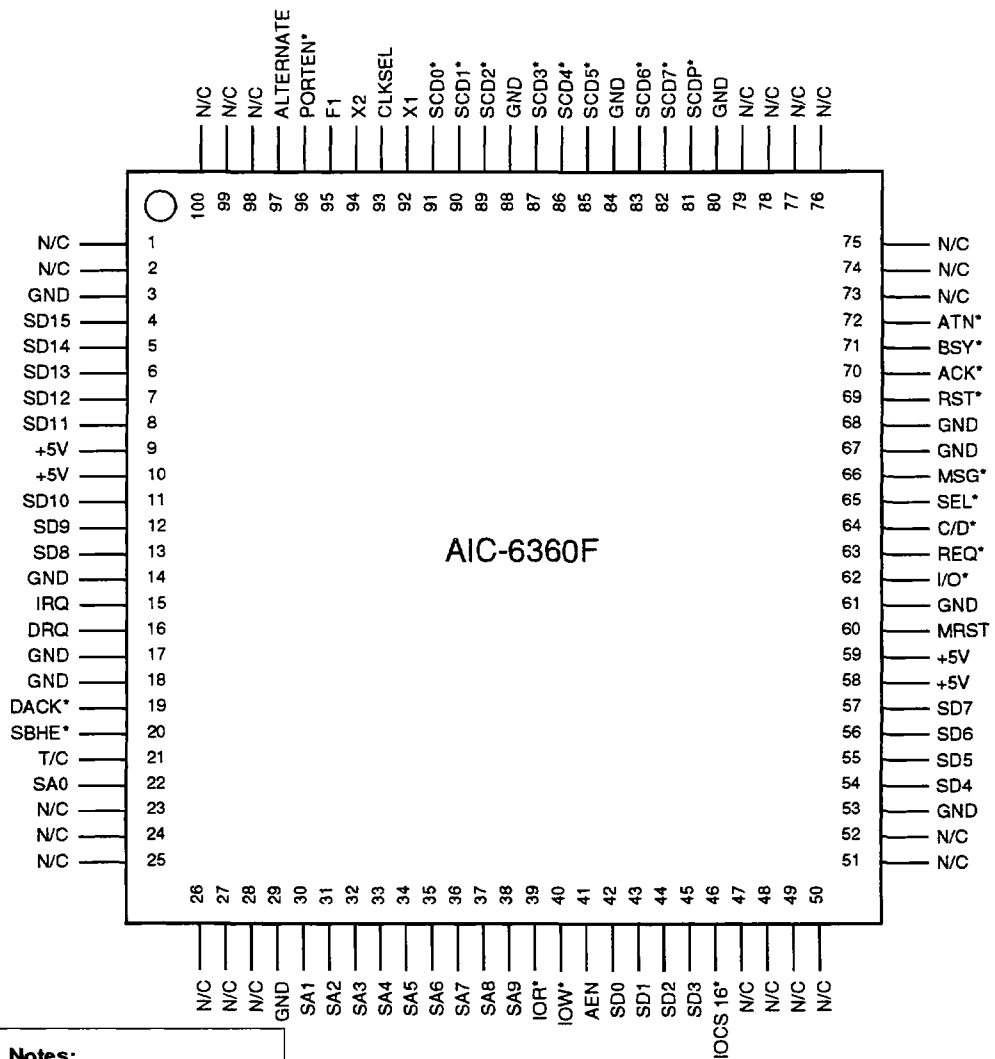 N/C
N/C
N/C
ALTERNATE
PORTEN*
F1
X2
CLKSEL
X1
SCD0*
SCD1*
SCD2*
GND
SCD3*
SCD4*
SCD5*
GND
SCD6*
SCD7*
SCDP*
GND
N/C
N/C
N/C
N/C
100 99 98 97 96 95 94 93 92 91 90 89 88 87 86 85 84 83 82 81 80 79 78 77 76
N/C 1 75 N/C
N/C 2 74 N/C
GND 3 73 N/C
SD15 4 72 ATN*
SD14 5 71 BSY*
SD13 6 70 ACK*
SD12 7 69 RST*
SD11 8 68 GND
+5V 9 67 GND
+5V 10 66 MSG*
SD10 11 65 SEL*
SD9 12 64 C/D*
SD8 13 63 REQ*
AIC-6360F
GND 14 62 I/O*
IRQ 15 61 GND
DRQ 16 60 MRST
GND 17 59 +5V
GND 18 58 +5V
DACK* 19 57 SD7
SBHE* 20 56 SD6
T/C 21 55 SD5
SA0 22 54 SD4
N/C 23 53 GND
N/C 24 52 N/C
N/C 25 51 N/C
26 27 28 29 30 31 32 33 34 35 36 37 38 39 40 41 42 43 44 45 46 47 48 49 50
N/C
N/C
N/C
GND
SA1
SA2
SA3
SA4
SA5
SA6
SA7
SA8
SA9
IOR*
IOW*
AEN
SD0
SD1
SD2
SD3
IOCS 16*
N/C
N/C
N/C
N/C
Notes: